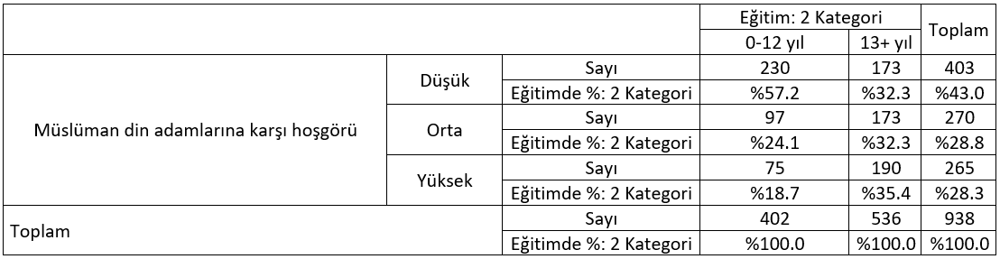 Eğitim: 2 Kategori Toplam
0-12 yıl 13+ yıl
Müslüman din adamlarına karşı hoşgörü Düşük Sayı 230 173 403
Eğitimde %: 2 Kategori %57.2 %32.3 %43.0
Orta Sayı 97 173 270
Eğitimde %: 2 Kategori %24.1 %32.3 %28.8
Yüksek Sayı 75 190 265
Eğitimde %: 2 Kategori %18.7 %35.4 %28.3
Toplam Sayı 402 536 938
Eğitimde %: 2 Kategori %100.0 %100.0 %100.0